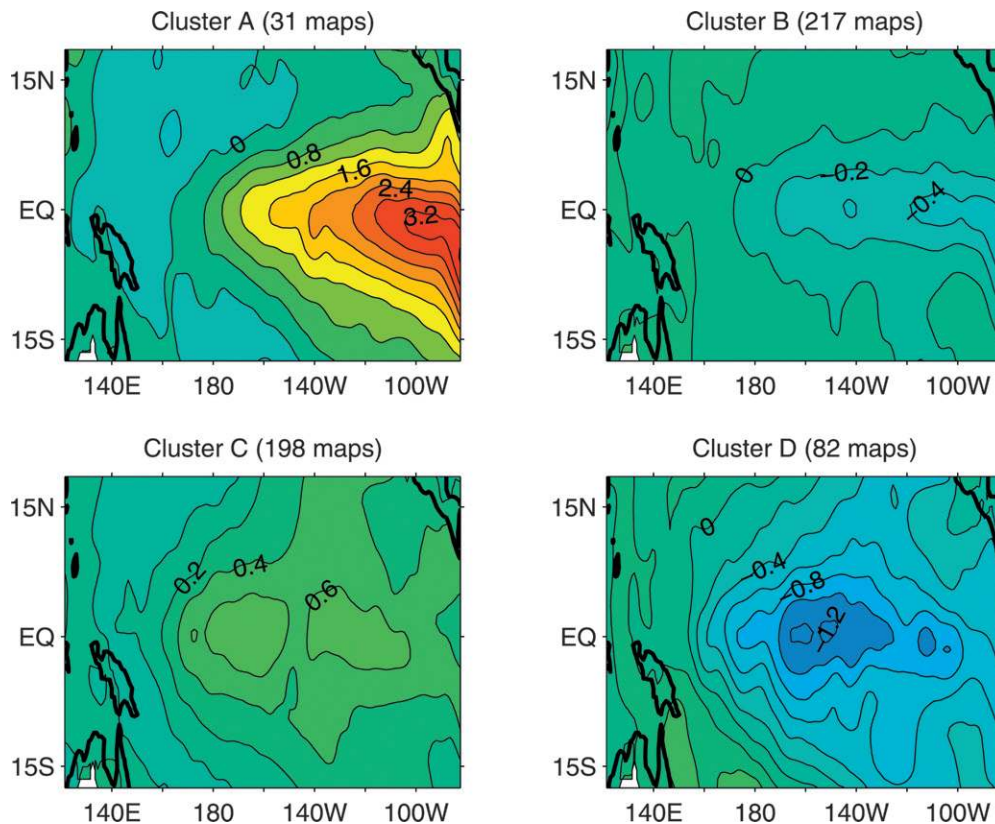 Cluster A (31 maps)
15N
EQ
15S
0
0.8
1.6
2.4
3.2
140E 180 140W 100W
Cluster B (217 maps)
15N
EQ
15S
0
−0.2
−0.4
140E 180 140W 100W
Cluster C (198 maps)
15N
EQ
15S
0.2
0.4
0.6
140E 180 140W 100W
Cluster D (82 maps)
15N
EQ
15S
0
−0.4
−0.8
−1.2
140E 180 140W 100W